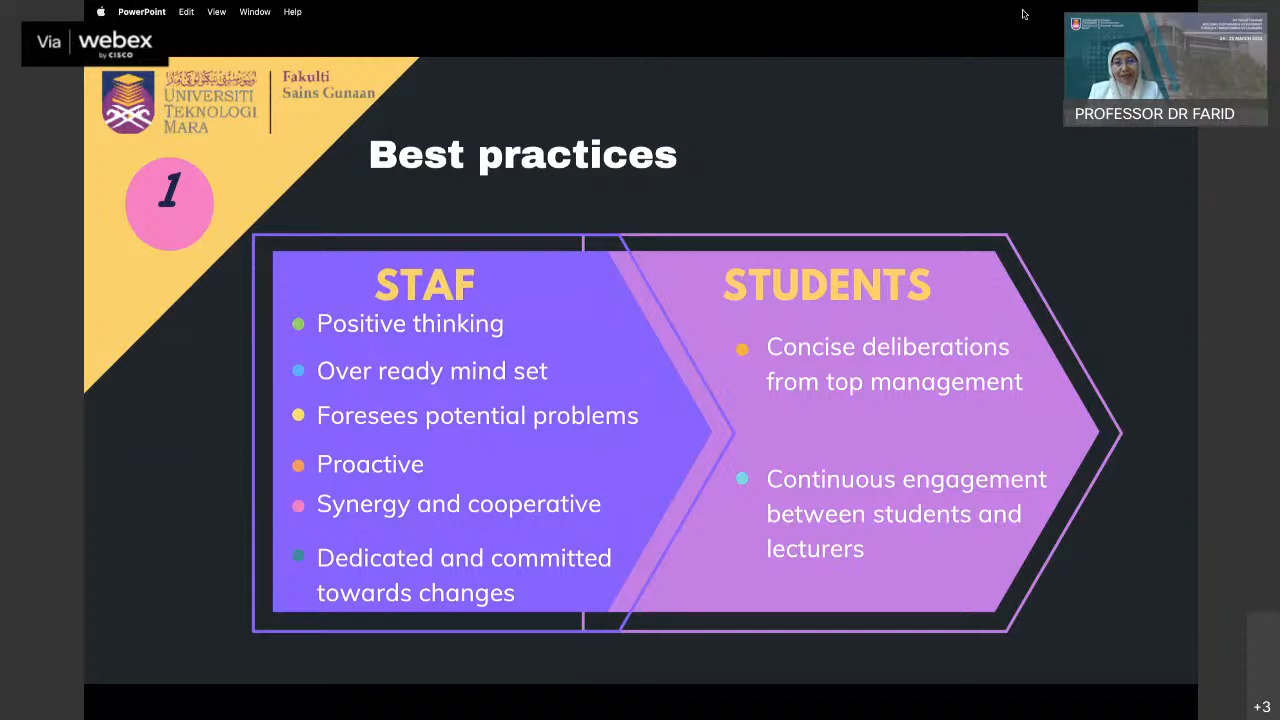 PowerPoint Edit View Window Help
Via webex
by CISCO
UNIVERSITI
TEKNOLOGI
MARA
Fakulti
Sains Gunaan
1
Best practices
STAF
Positive thinking
Over ready mind set
Foresees potential problems
Proactive
Synergy and cooperative
Dedicated and committed
towards changes
STUDENTS
Concise deliberations
from top management
Continuous engagement
between students and
lecturers
PROFESSOR DR FARID
+3